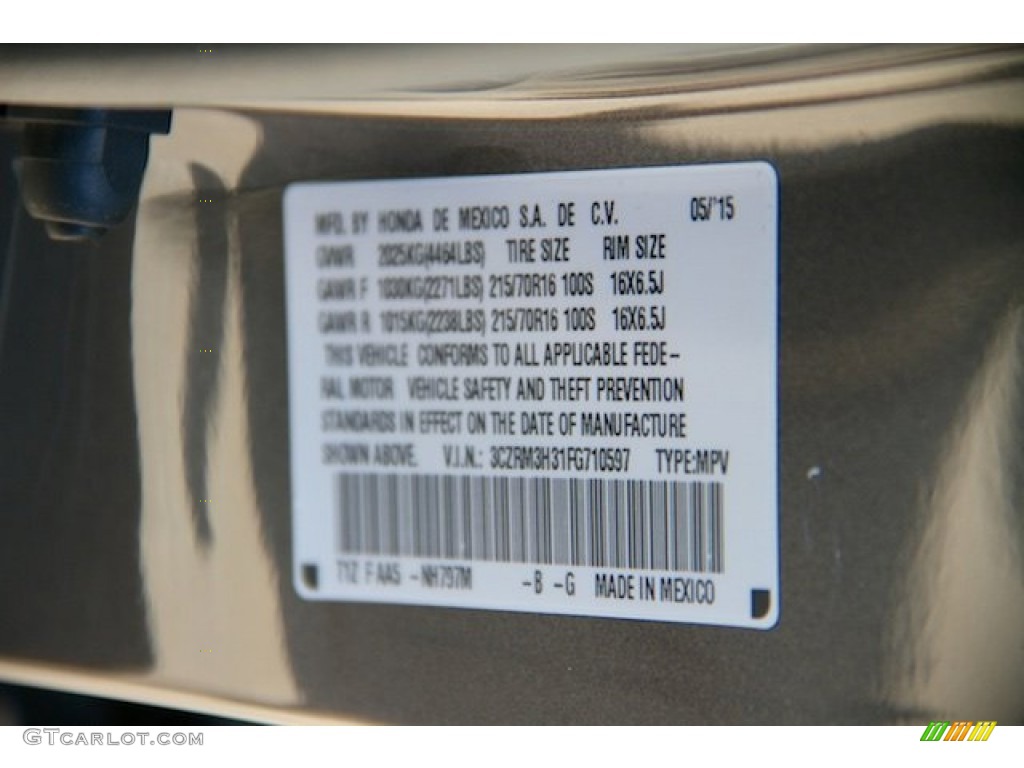 MFD. BY HONDA DE MEXICO S.A. DE C.V. 05/'15
GVWR 2025KG(4464LBS) TIRE SIZE RIM SIZE
GAWR F 1030KG(2271LBS) 215/70R16 100S 16X6.5J
GAWR R 1015KG(2238LBS) 215/70R16 100S 16X6.5J
THIS VEHICLE CONFORMS TO ALL APPLICABLE FEDE-
RAL MOTOR VEHICLE SAFETY AND THEFT PREVENTION
STANDARDS IN EFFECT ON THE DATE OF MANUFACTURE
SHOWN ABOVE. V.I.N.: 3CZRM3H31FG710597 TYPE:MPV
T1Z F AA5 -NH797M -B -G MADE IN MEXICO
GTCARLOT.COM